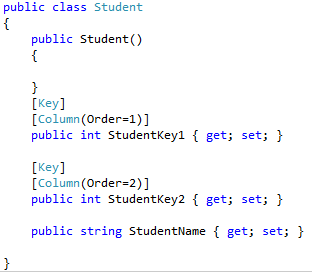 public class Student
{
    public Student()
    {

    }
    [Key]
    [Column(Order=1)]
    public int StudentKey1 { get; set; }

    [Key]
    [Column(Order=2)]
    public int StudentKey2 { get; set; }

    public string StudentName { get; set; }

}